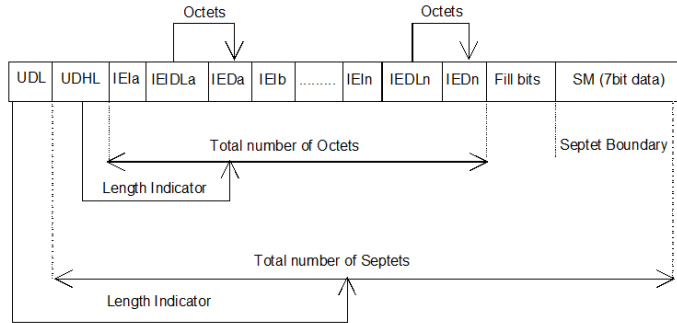 Octets Octets
UDL UDHL IEIa IEIDLa IEDa IEIb ......... IEIn IEDLn IEDn Fill bits SM (7bit data)
Total number of Octets Septet Boundary
Length Indicator
Total number of Septets
Length Indicator